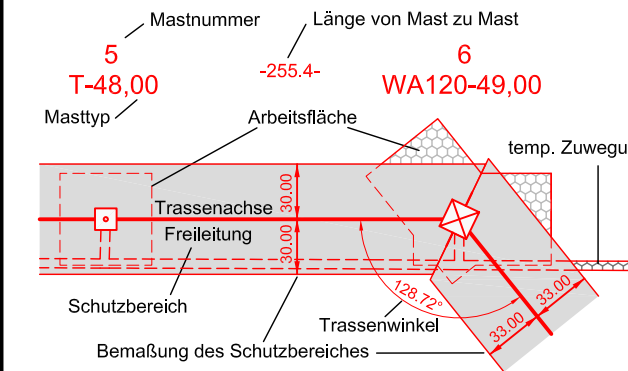 Mastnummer
Länge von Mast zu Mast
5
-255.4-
6
T-48,00
WA120-49,00
Masttyp
Arbeitsfläche
temp. Zuwegu
30.00
Trassenachse
Freileitung
30.00
Schutzbereich
128.72°
Trassenwinkel
33.00
33.00
Bemaßung des Schutzbereiches